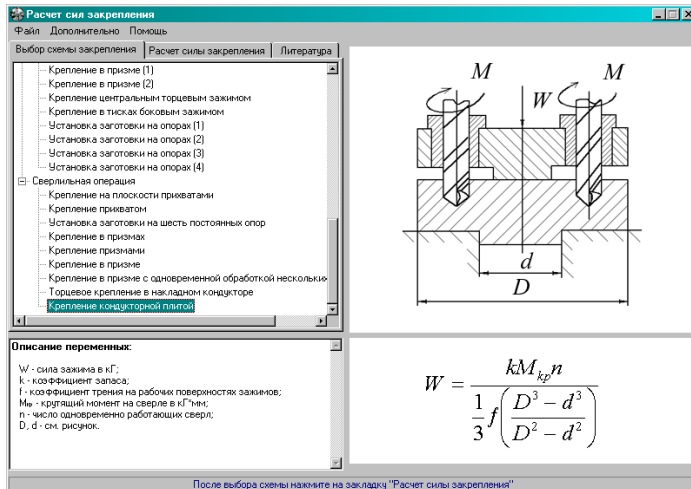 Расчет сил закрепления
Файл Дополнительно Помощь
Выбор схемы закрепления Расчет силы закрепления Литература
Крепление в призме (1)
Крепление в призме (2)
Крепление центральным торцевым зажимом
Крепление в тисках боковым зажимом
Установка заготовки на опорах (1)
Установка заготовки на опорах (2)
Установка заготовки на опорах (3)
Установка заготовки на опорах (4)
Сверлильная операция
Крепление на плоскости прихватами
Крепление прихватом
Установка заготовки на шесть постоянных опор
Крепление в призмах
Крепление призмами
Крепление в призме
Крепление в призме с одновременной обработкой нескольких
Торцевое крепление в накладном кондукторе
Крепление кондукторной плитой
M W M
d
D
Описание переменных:
W - сила зажима в кГ;
k - коэффициент запаса;
f - коэффициент трения на рабочих поверхностях зажимов;
Mкр - крутящий момент на сверле в кГ*мм;
n - число одновременно работающих сверл;
D, d - см. рисунок.
W = kM_{kp}n / (1/3 f((D^3 − d^3)/(D^2 − d^2)))
После выбора схемы нажмите на закладку "Расчет силы закрепления"